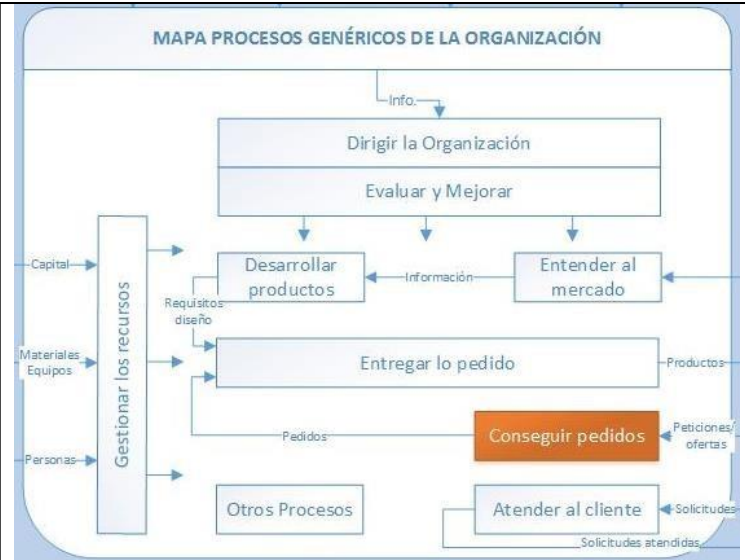 MAPA PROCESOS GENÉRICOS DE LA ORGANIZACIÓN
Info.
Dirigir la Organización
Evaluar y Mejorar
Capital
Desarrollar
productos
Información
Entender al
mercado
Requisitos
diseño
Gestionar los recursos
Materiales
Equipos
Entregar lo pedido
Productos
Pedidos
Conseguir pedidos
Peticiones/
ofertas
Personas
Otros Procesos
Atender al cliente
Solicitudes
Solicitudes atendidas